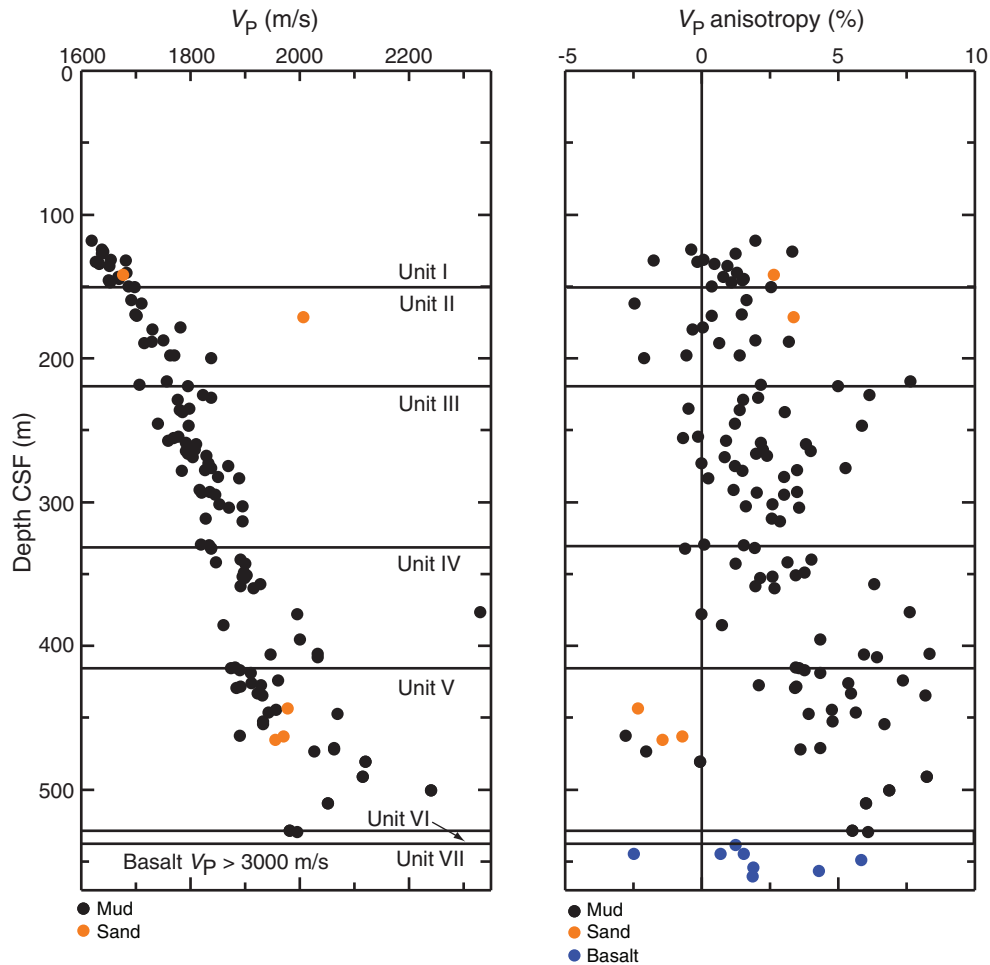 VP (m/s)
1600 1800 2000 2200
0
100
200
300
400
500
Depth CSF (m)
Unit I
Unit II
Unit III
Unit IV
Unit V
Unit VI
Unit VII
Basalt VP > 3000 m/s
Mud
Sand
VP anisotropy (%)
-5 0 5 10
Mud
Sand
Basalt